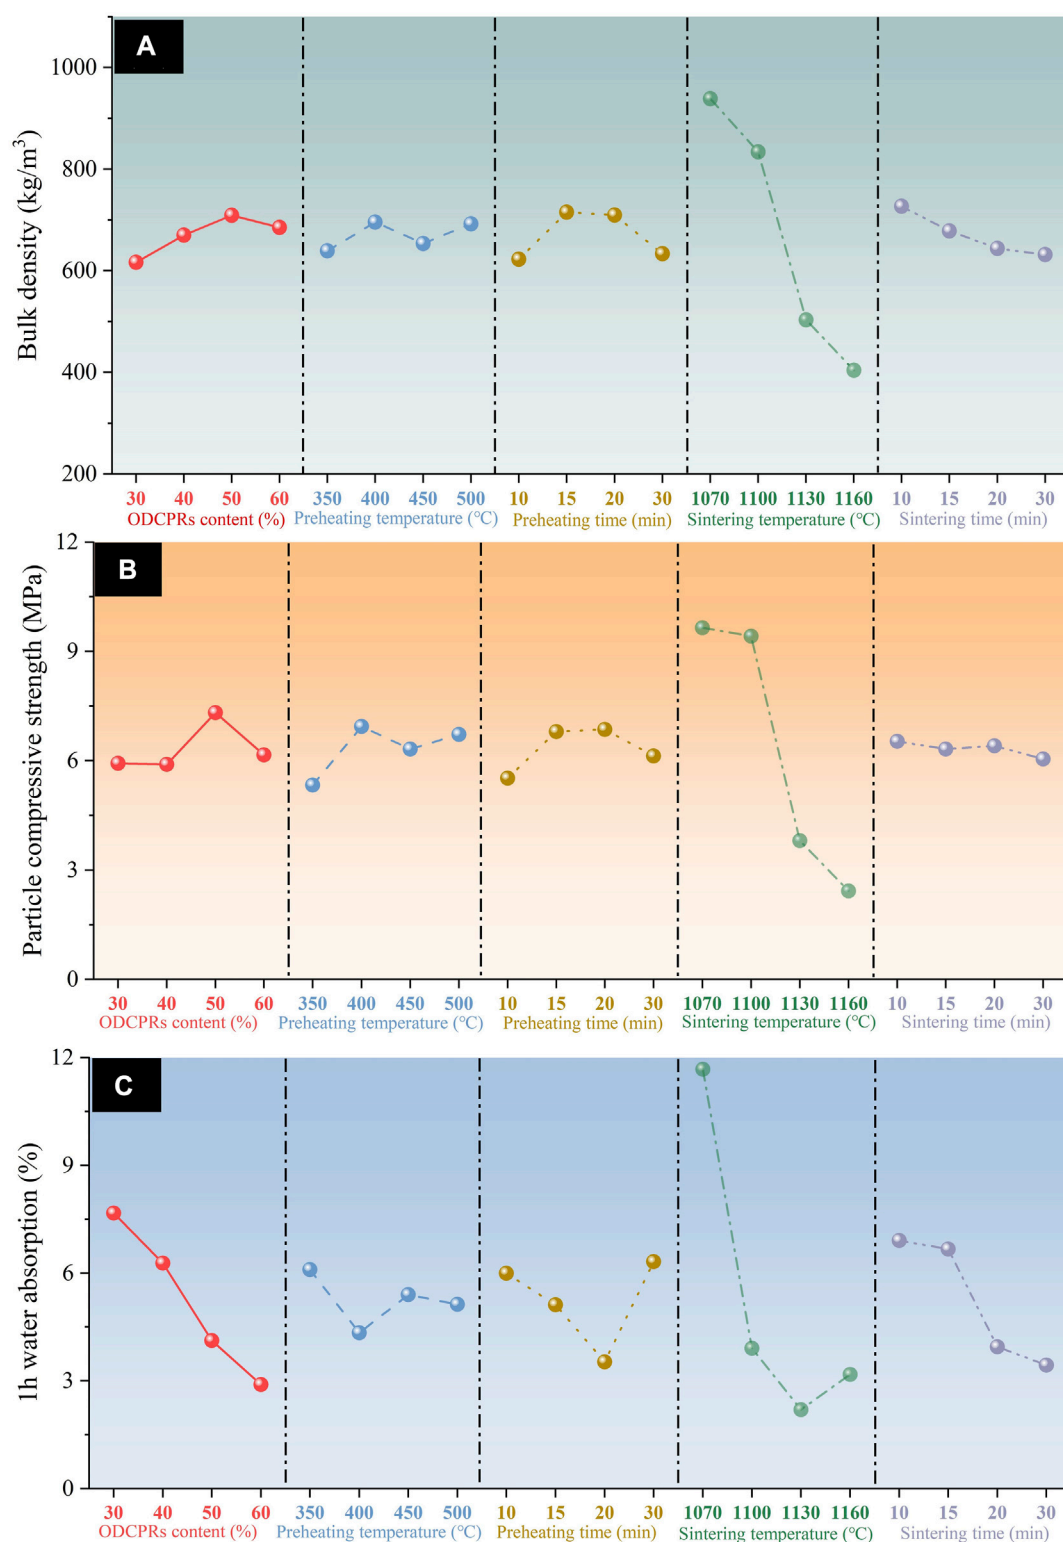 A
Bulk density (kg/m³)
1000
800
600
400
200
30 40 50 60 350 400 450 500 10 15 20 30 1070 1100 1130 1160 10 15 20 30
ODCPRs content (%) Preheating temperature (℃) Preheating time (min) Sintering temperature (℃) Sintering time (min)
B
Particle compressive strength (MPa)
12
9
6
3
0
30 40 50 60 350 400 450 500 10 15 20 30 1070 1100 1130 1160 10 15 20 30
ODCPRs content (%) Preheating temperature (℃) Preheating time (min) Sintering temperature (℃) Sintering time (min)
C
1h water absorption (%)
12
9
6
3
0
30 40 50 60 350 400 450 500 10 15 20 30 1070 1100 1130 1160 10 15 20 30
ODCPRs content (%) Preheating temperature (℃) Preheating time (min) Sintering temperature (℃) Sintering time (min)